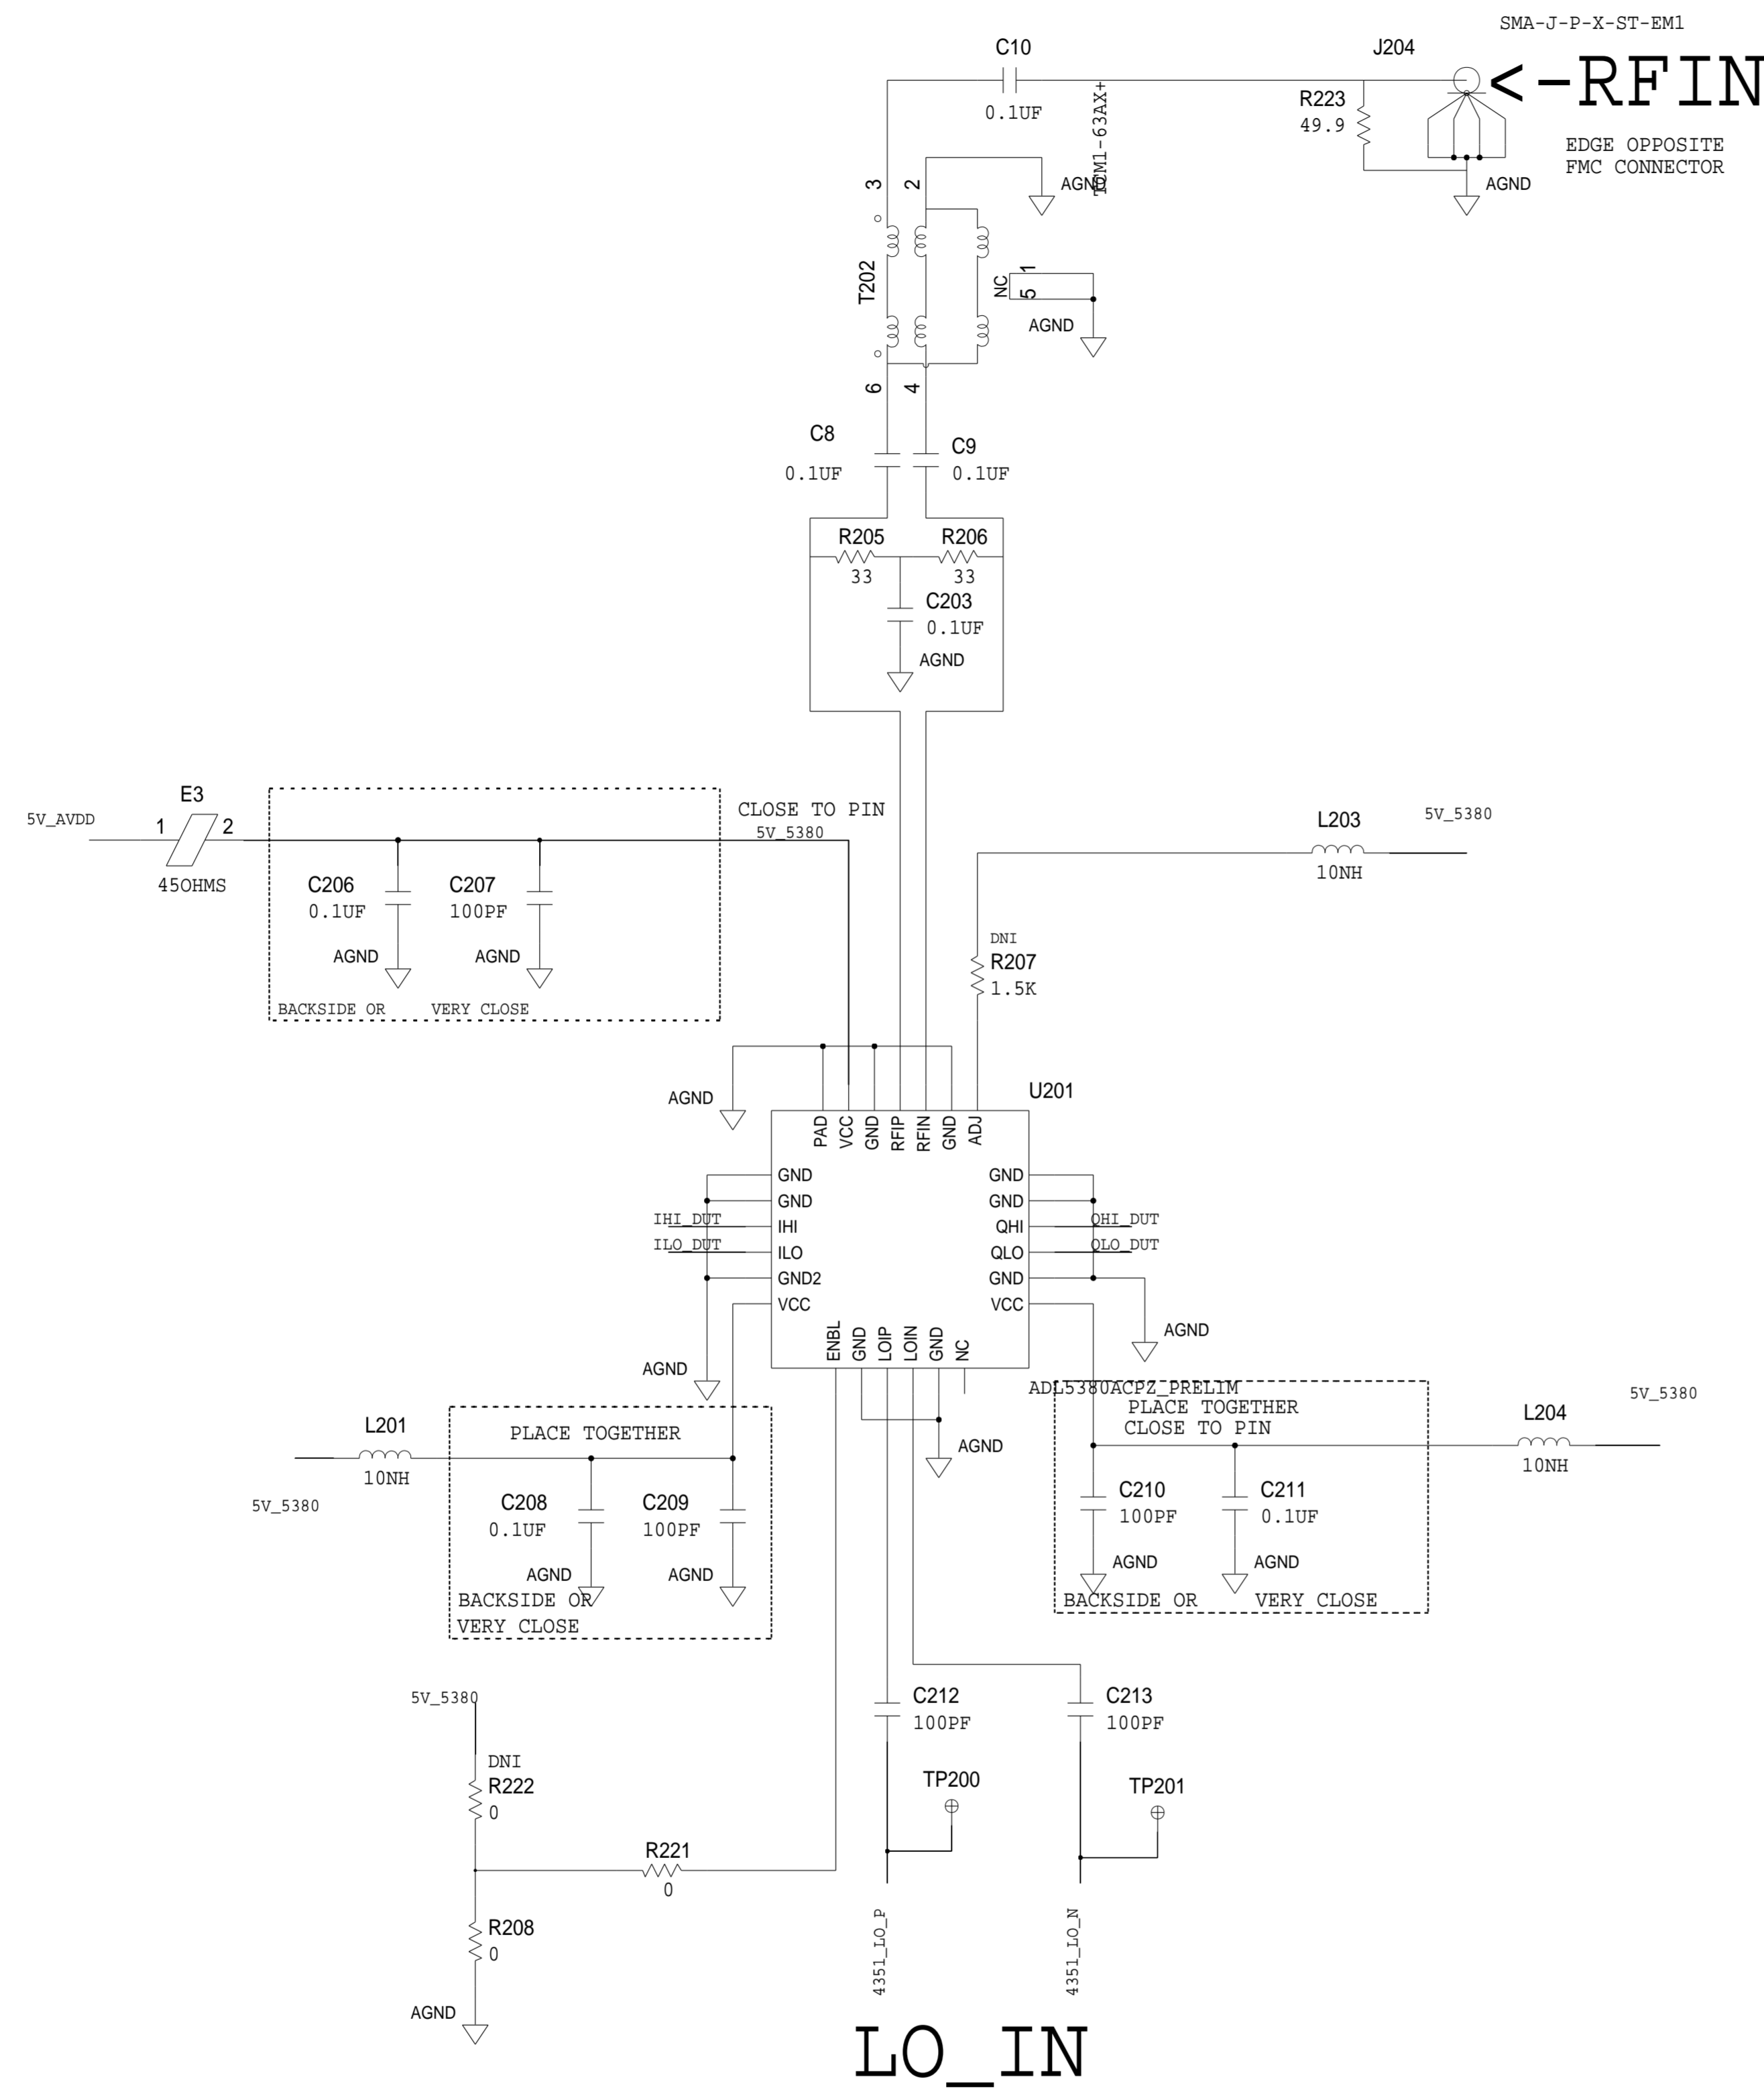 SMA-J-P-X-ST-EM1
C10
J204
<-RFIN
0.1UF
TCM1-63AX+
R223
49.9
EDGE OPPOSITE
FMC CONNECTOR
3
2
AGND
AGND
T202
NC
1
5
AGND
6
4
C8
C9
0.1UF
0.1UF
R205
R206
33
33
C203
0.1UF
AGND
E3
5V_AVDD
1
2
45OHMS
CLOSE TO PIN
5V_5380
L203
5V_5380
10NH
C206
0.1UF
C207
100PF
AGND
AGND
BACKSIDE OR
VERY CLOSE
DNI
R207
1.5K
AGND
U201
PAD
VCC
GND
RFIP
RFIN
GND
ADJ
GND
GND
GND
GND
IHI_DUT
IHI
QHI
QHI_DUT
ILO_DUT
ILO
QLO
QLO_DUT
GND2
GND
VCC
VCC
ENBL
GND
LOIP
LOIN
GND
NC
AGND
AGND
ADL5380ACPZ_PRELIM
PLACE TOGETHER
CLOSE TO PIN
5V_5380
L204
10NH
L201
10NH
5V_5380
PLACE TOGETHER
AGND
C208
0.1UF
C209
100PF
AGND
AGND
BACKSIDE OR
VERY CLOSE
C210
100PF
C211
0.1UF
AGND
AGND
BACKSIDE OR
VERY CLOSE
5V_5380
C212
100PF
C213
100PF
DNI
R222
0
TP200
TP201
R221
0
R208
0
4351_LO_P
4351_LO_N
AGND
LO_IN